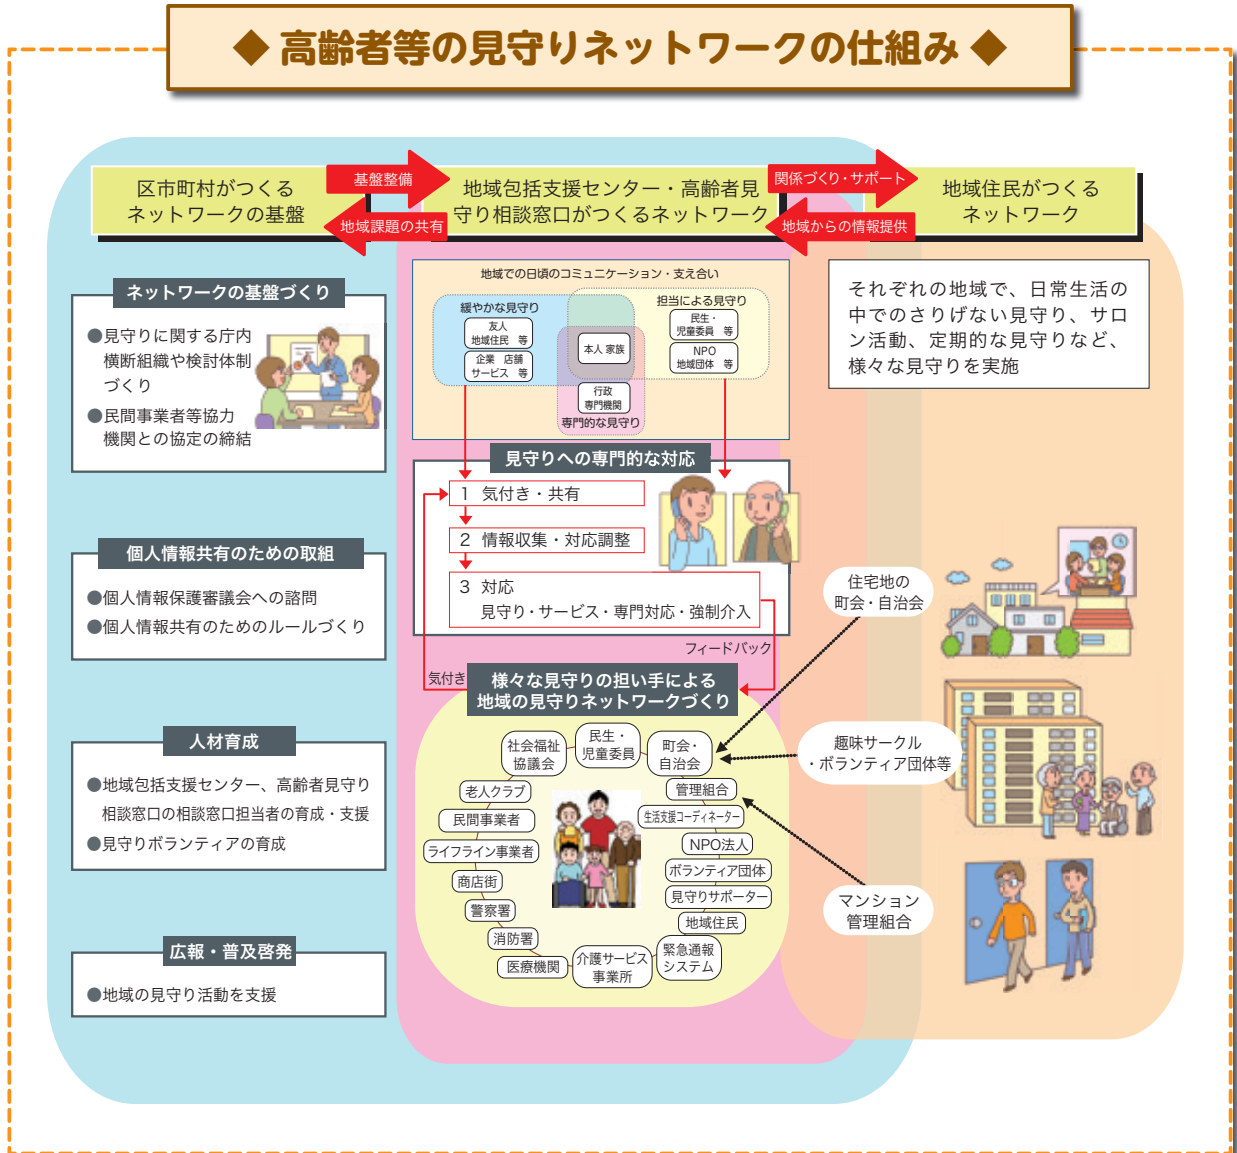 ◆ 高齢者等の見守りネットワークの仕組み ◆
区市町村がつくる
ネットワークの基盤
基盤整備
地域課題の共有
地域包括支援センター・高齢者見
守り相談窓口がつくるネットワーク
関係づくり・サポート
地域からの情報提供
地域住民がつくる
ネットワーク
ネットワークの基盤づくり
●見守りに関する庁内
横断組織や検討体制
づくり
●民間事業者等協力
機関との協定の締結
個人情報共有のための取組
●個人情報保護審議会への諮問
●個人情報共有のためのルールづくり
人材育成
●地域包括支援センター、高齢者見守り
相談窓口の相談窓口担当者の育成・支援
●見守りボランティアの育成
広報・普及啓発
●地域の見守り活動を支援
地域での日頃のコミュニケーション・支え合い
緩やかな見守り
友人
地域住民 等
企業 店舗
サービス 等
本人 家族
担当による見守り
民生・
児童委員 等
NPO
地域団体 等
行政
専門機関
専門的な見守り
見守りへの専門的な対応
1 気付き・共有
2 情報収集・対応調整
3 対応
見守り・サービス・専門対応・強制介入
フィードバック
気付き
様々な見守りの担い手による
地域の見守りネットワークづくり
民生・
児童委員
町会・
自治会
管理組合
生活支援コーディネーター
NPO法人
ボランティア団体
見守りサポーター
地域住民
緊急通報
システム
介護サービス
事業所
医療機関
消防署
警察署
商店街
ライフライン事業者
民間事業者
老人クラブ
社会福祉
協議会
それぞれの地域で、日常生活の
中でのさりげない見守り、サロ
ン活動、定期的な見守りなど、
様々な見守りを実施
住宅地の
町会・自治会
趣味サークル
・ボランティア団体等
マンション
管理組合